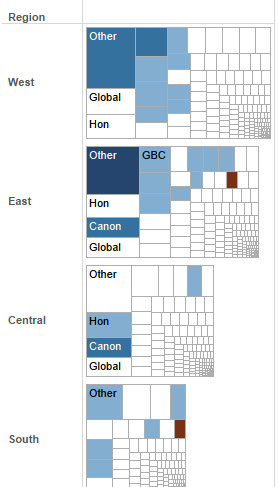 Region
Other
West
Global
Hon
Other
GBC
East
Hon
Canon
Global
Other
Central
Hon
Canon
Global
Other
South